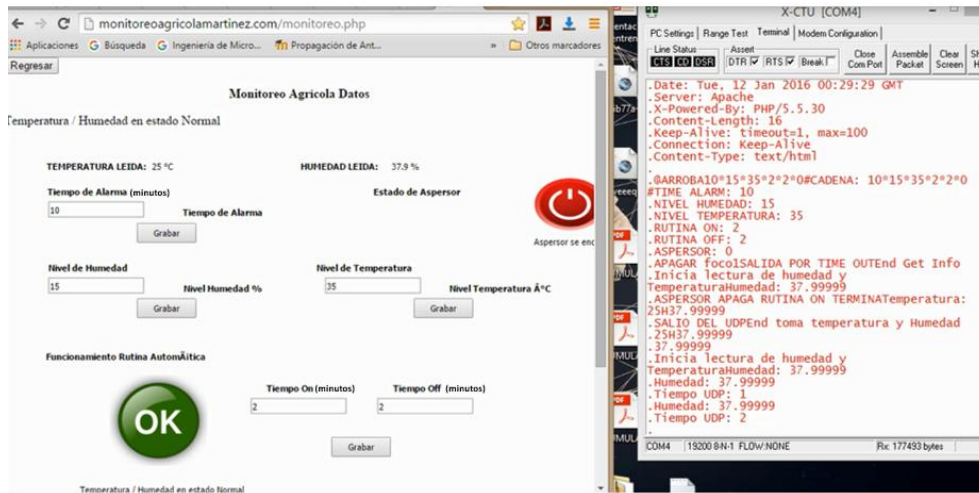 monitoreoagricolamartinez.com/monitoreo.php
Aplicaciones G Búsqueda G Ingeniería de Micro... Propagación de Ant... » Otros marcadores
Regresar
Monitoreo Agricola Datos
Temperatura / Humedad en estado Normal
TEMPERATURA LEIDA: 25 °C HUMEDAD LEIDA: 37.9 %
Tiempo de Alarma (minutos) Estado de Aspersor
10 Tiempo de Alarma
Grabar
Aspersor se enc
Nivel de Humedad Nivel de Temperatura
15 Nivel Humedad % 35 Nivel Temperatura Â°C
Grabar Grabar
Funcionamiento Rutina AutomÃ¡tica
OK
Tiempo On (minutos) Tiempo Off (minutos)
2 2
Grabar
Temperatura / Humedad en estado Normal
X-CTU [COM4]
PC Settings Range Test Terminal Modem Configuration
Line Status Assert
CTS CD DSR DTR RTS Break
Close Com Port
Assemble Packet
Clear Screen
.Date: Tue, 12 Jan 2016 00:29:29 GMT
.Server: Apache
.X-Powered-By: PHP/5.5.30
.Content-Length: 16
.Keep-Alive: timeout=1, max=100
.Connection: Keep-Alive
.Content-Type: text/html
.
.@ARROBA10*15*35*2*2*0#CADENA: 10*15*35*2*2*0
#TIME ALARM: 10
.NIVEL HUMEDAD: 15
.NIVEL TEMPERATURA: 35
.RUTINA ON: 2
.RUTINA OFF: 2
.ASPERSOR: 0
.APAGAR foco1SALIDA POR TIME OUTEnd Get Info
.Inicia lectura de humedad y
TemperaturaHumedad: 37.99999
.ASPERSOR APAGA RUTINA ON TERMINATemperatura:
25H37.99999
.SALIO DEL UDPEnd toma temperatura y Humedad
.25H37.99999
.37.99999
.Inicia lectura de humedad y
TemperaturaHumedad: 37.99999
.Humedad: 37.99999
.Tiempo UDP: 1
.Humedad: 37.99999
.Tiempo UDP: 2
.
COM4 19200 8-N-1 FLOW:NONE Rx: 177493 bytes